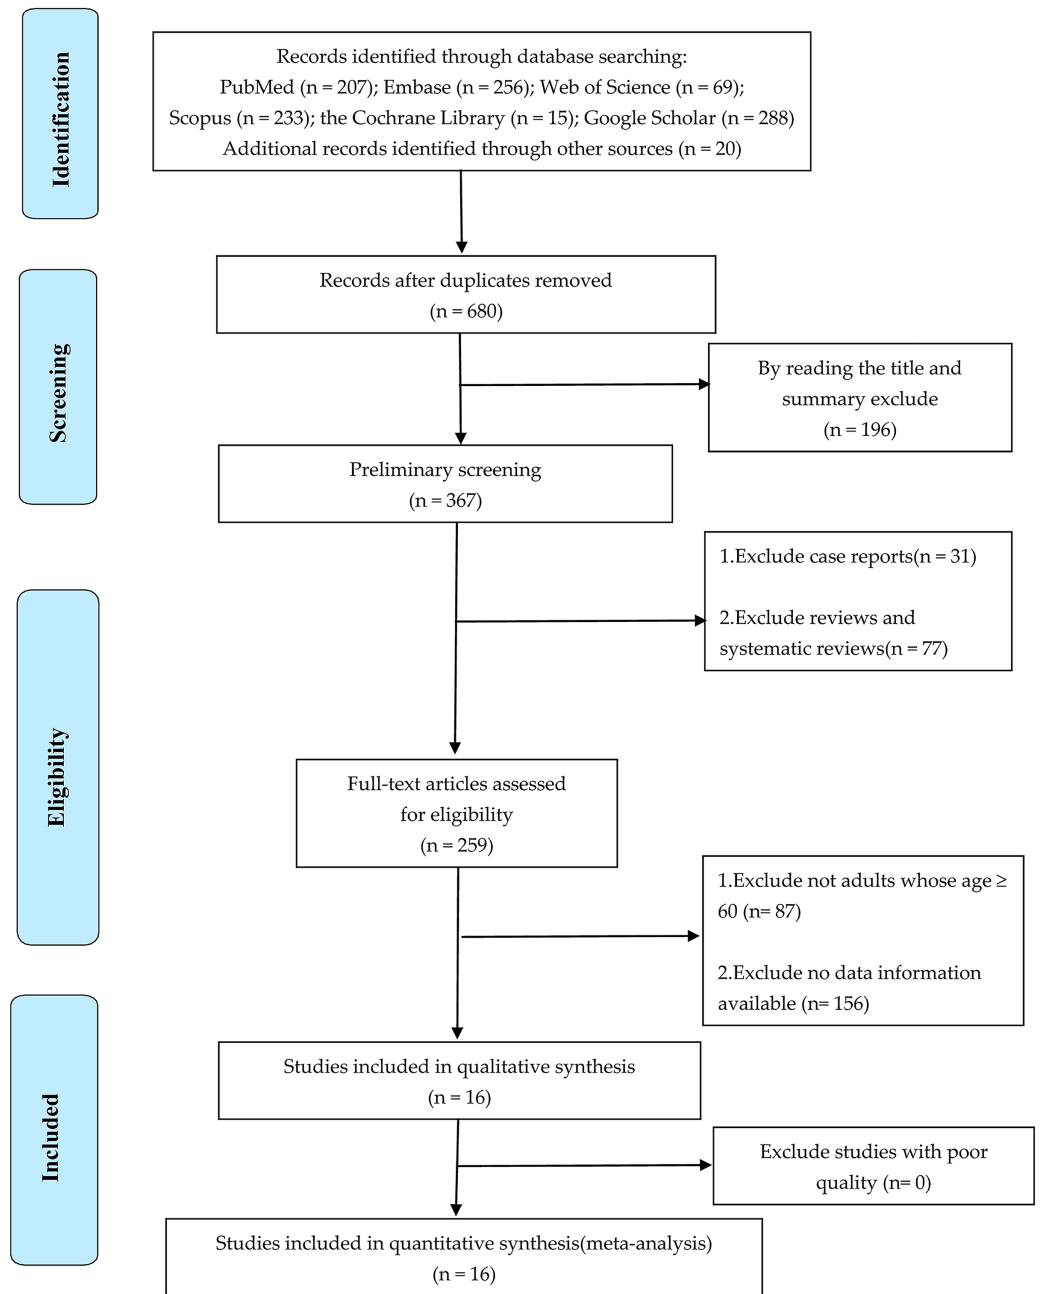 Identification
Records identified through database searching:
PubMed (n = 207); Embase (n = 256); Web of Science (n = 69);
Scopus (n = 233); the Cochrane Library (n = 15); Google Scholar (n = 288)
Additional records identified through other sources (n = 20)
Screening
Records after duplicates removed
(n = 680)
By reading the title and
summary exclude
(n = 196)
Preliminary screening
(n = 367)
Eligibility
1.Exclude case reports(n = 31)
2.Exclude reviews and
systematic reviews(n = 77)
Full-text articles assessed
for eligibility
(n = 259)
1.Exclude not adults whose age ≥
60 (n= 87)
2.Exclude no data information
available (n= 156)
Included
Studies included in qualitative synthesis
(n = 16)
Exclude studies with poor
quality (n= 0)
Studies included in quantitative synthesis(meta-analysis)
(n = 16)